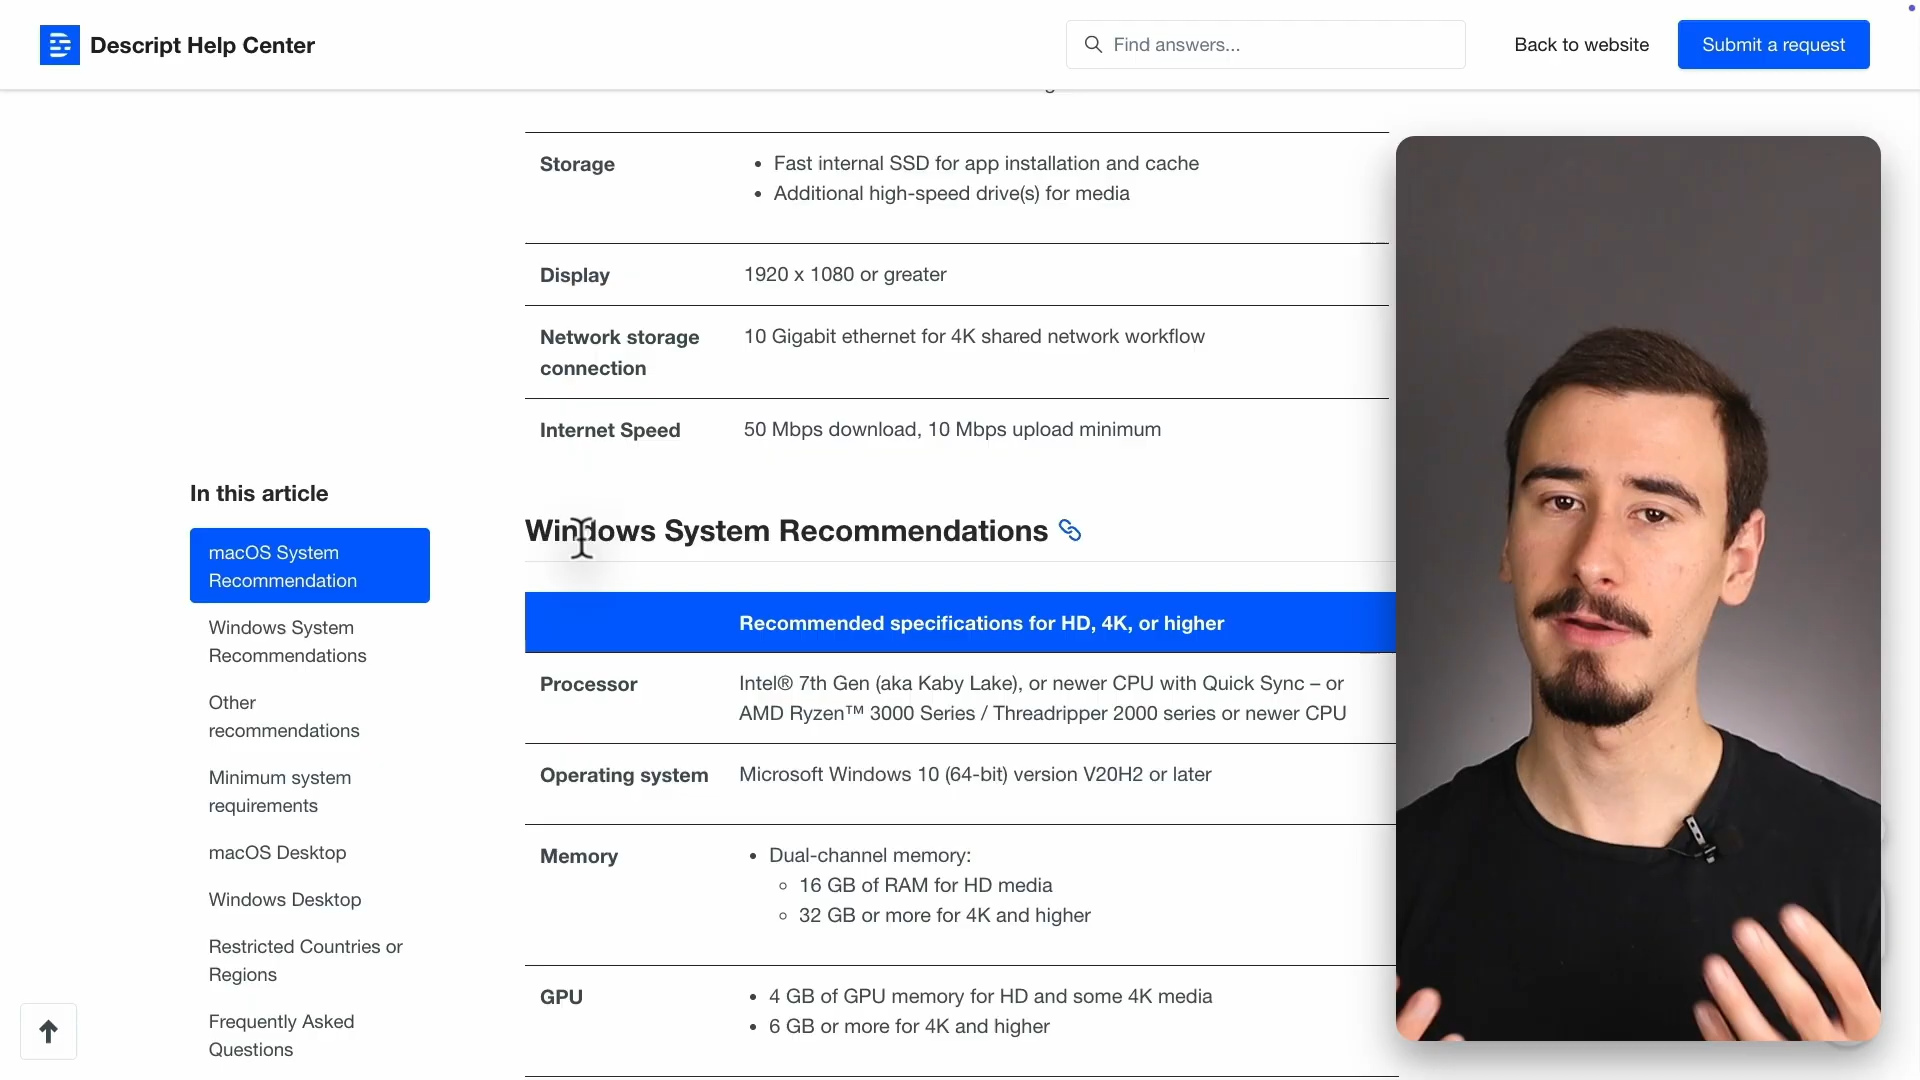 Descript Help Center
Find answers...
Back to website
Submit a request
Storage
Fast internal SSD for app installation and cache
Additional high-speed drive(s) for media
Display
1920 x 1080 or greater
Network storage
connection
10 Gigabit ethernet for 4K shared network workflow
Internet Speed
50 Mbps download, 10 Mbps upload minimum
In this article
macOS System
Recommendation
Windows System
Recommendations
Other
recommendations
Minimum system
requirements
macOS Desktop
Windows Desktop
Restricted Countries or
Regions
Frequently Asked
Questions
Windows System Recommendations
Recommended specifications for HD, 4K, or higher
Processor
Intel® 7th Gen (aka Kaby Lake), or newer CPU with Quick Sync – or
AMD Ryzen™ 3000 Series / Threadripper 2000 series or newer CPU
Operating system
Microsoft Windows 10 (64-bit) version V20H2 or later
Memory
Dual-channel memory:
16 GB of RAM for HD media
32 GB or more for 4K and higher
GPU
4 GB of GPU memory for HD and some 4K media
6 GB or more for 4K and higher